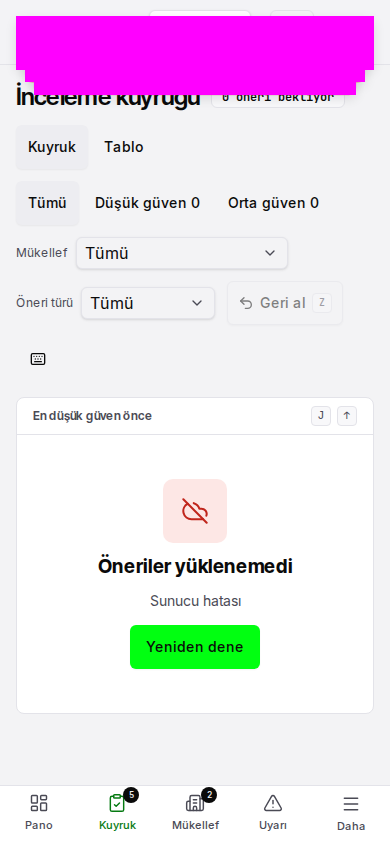 İnceleme kuyruğu 0 öneri bekliyor
Kuyruk Tablo
Tümü Düşük güven 0 Orta güven 0
Mükellef Tümü
Öneri türü Tümü Geri al Z
En düşük güven önce J ↑
Öneriler yüklenemedi
Sunucu hatası
Yeniden dene
5 2
Pano Kuyruk Mükellef Uyarı Daha